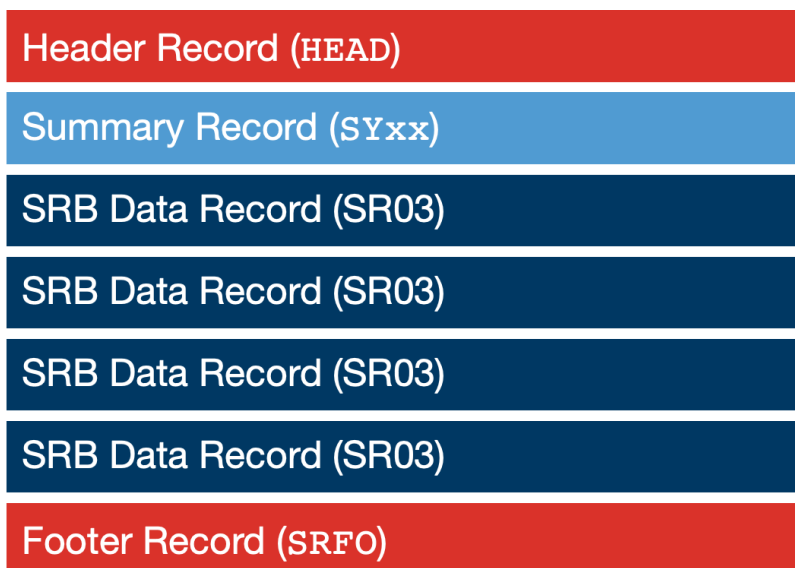 Header Record (HEAD)
Summary Record (SYxx)
SRB Data Record (SR03)
SRB Data Record (SR03)
SRB Data Record (SR03)
SRB Data Record (SR03)
Footer Record (SRFO)